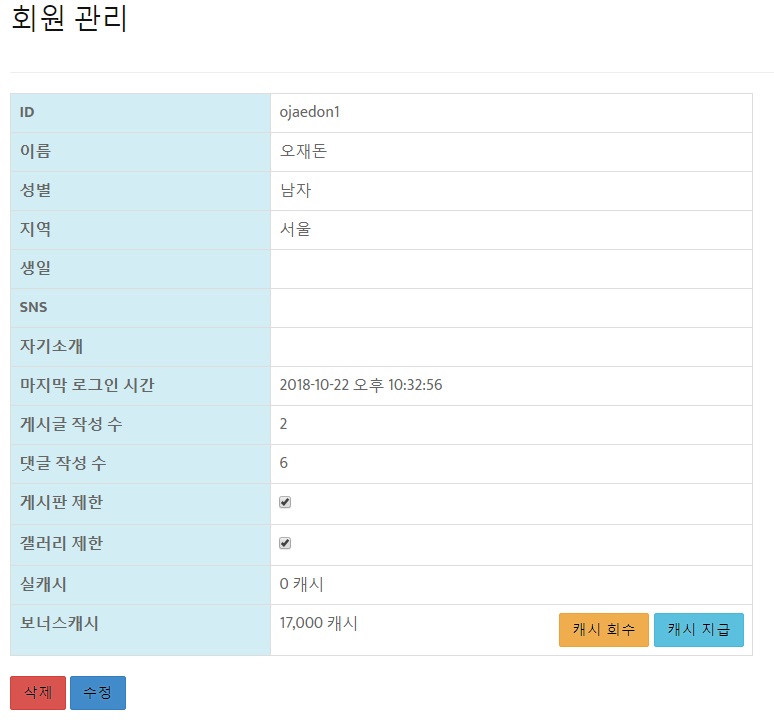 회원 관리
ID ojaedon1
이름 오재돈
성별 남자
지역 서울
생일
SNS
자기소개
마지막 로그인 시간 2018-10-22 오후 10:32:56
게시글 작성 수 2
댓글 작성 수 6
게시판 제한
갤러리 제한
실캐시 0 캐시
보너스캐시 17,000 캐시 캐시 회수 캐시 지급
삭제 수정